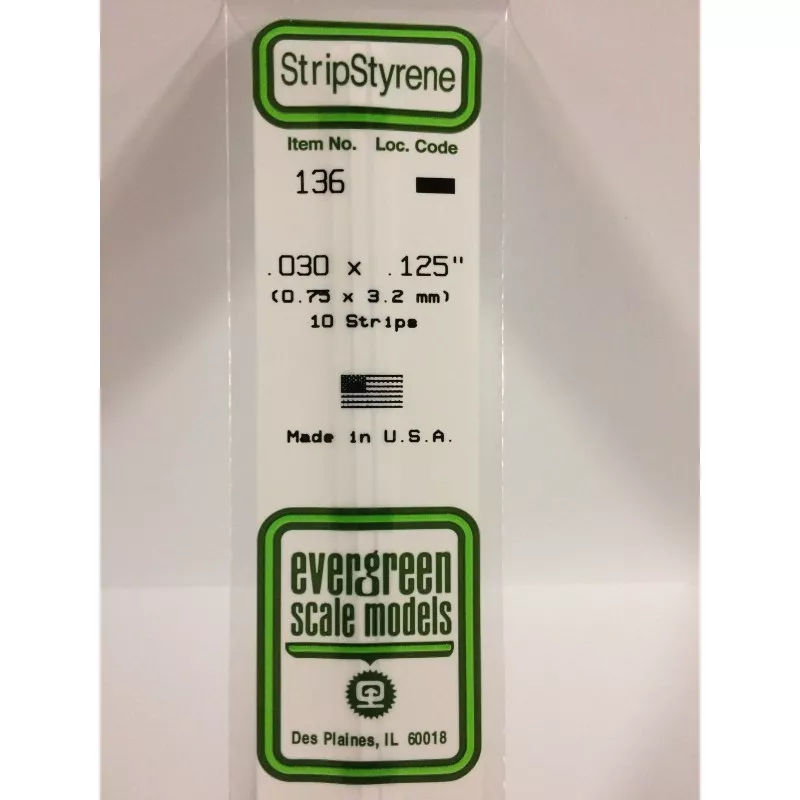 StripStyrene
Item No. Loc. Code
136
.030 x .125"
(0.75 x 3.2 mm)
10 Strips
Made in U.S.A.
evergreen
scale models
Des Plaines, IL 60018